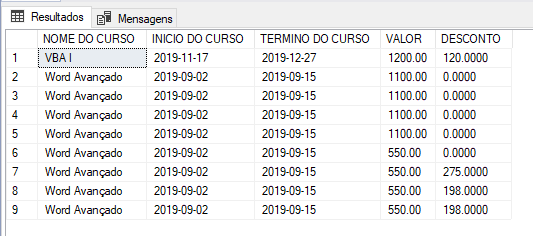 Resultados Mensagens
NOME DO CURSO INICIO DO CURSO TERMINO DO CURSO VALOR DESCONTO
1 VBA I 2019-11-17 2019-12-27 1200.00 120.0000
2 Word Avançado 2019-09-02 2019-09-15 1100.00 0.0000
3 Word Avançado 2019-09-02 2019-09-15 1100.00 0.0000
4 Word Avançado 2019-09-02 2019-09-15 1100.00 0.0000
5 Word Avançado 2019-09-02 2019-09-15 1100.00 0.0000
6 Word Avançado 2019-09-02 2019-09-15 550.00 0.0000
7 Word Avançado 2019-09-02 2019-09-15 550.00 275.0000
8 Word Avançado 2019-09-02 2019-09-15 550.00 198.0000
9 Word Avançado 2019-09-02 2019-09-15 550.00 198.0000